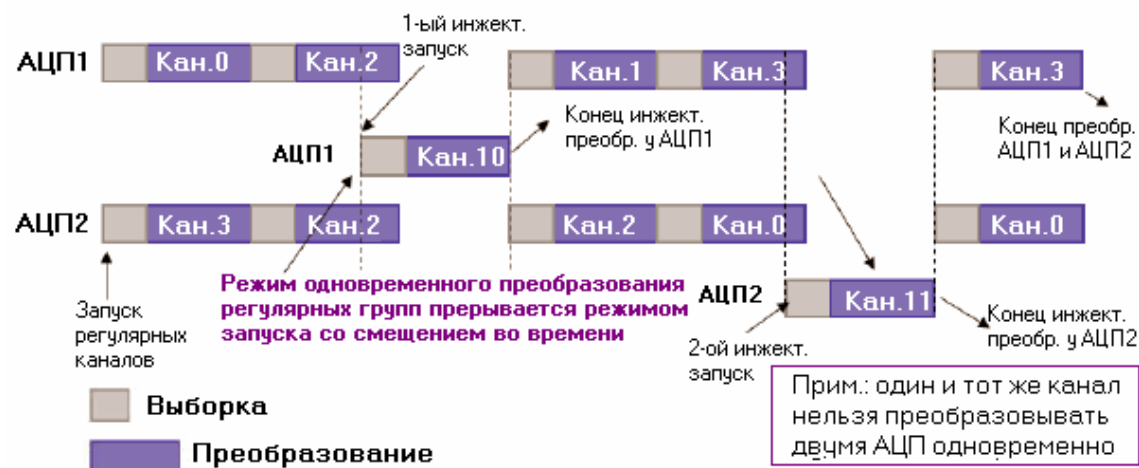 1-ый инжект.
запуск
АЦП1
Кан.0
Кан.2
Кан.1
Кан.3
Кан.3
Конец инжект.
преобр. у АЦП1
Конец преобр.
АЦП1 и АЦП2
АЦП1
Кан.10
АЦП2
Кан.3
Кан.2
Кан.2
Кан.0
Кан.0
Запуск
регулярных
каналов
Режим одновременного преобразования
регулярных групп прерывается режимом
запуска со смещением во времени
АЦП2
Кан.11
Конец инжект.
преобр. у АЦП2
2-ой инжект.
запуск
Прим.: один и тот же канал
нельзя преобразовывать
двумя АЦП одновременно
Выборка
Преобразование